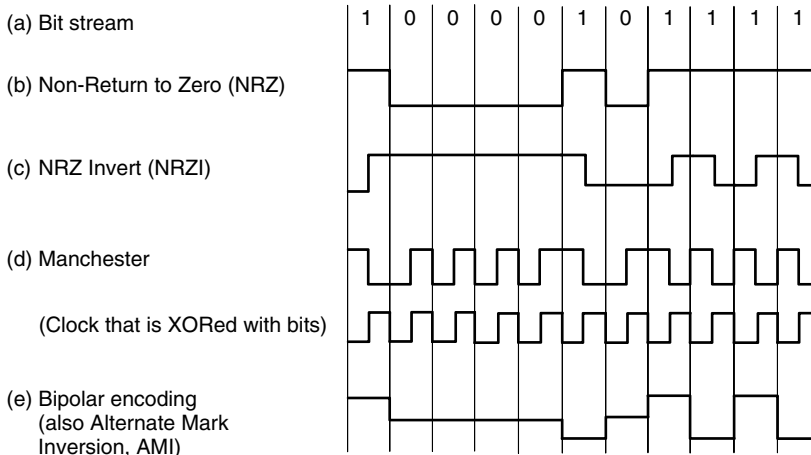 (a) Bit stream 1 0 0 0 0 1 0 1 1 1 1
(b) Non-Return to Zero (NRZ)
(c) NRZ Invert (NRZI)
(d) Manchester
(Clock that is XORed with bits)
(e) Bipolar encoding
(also Alternate Mark
Inversion, AMI)